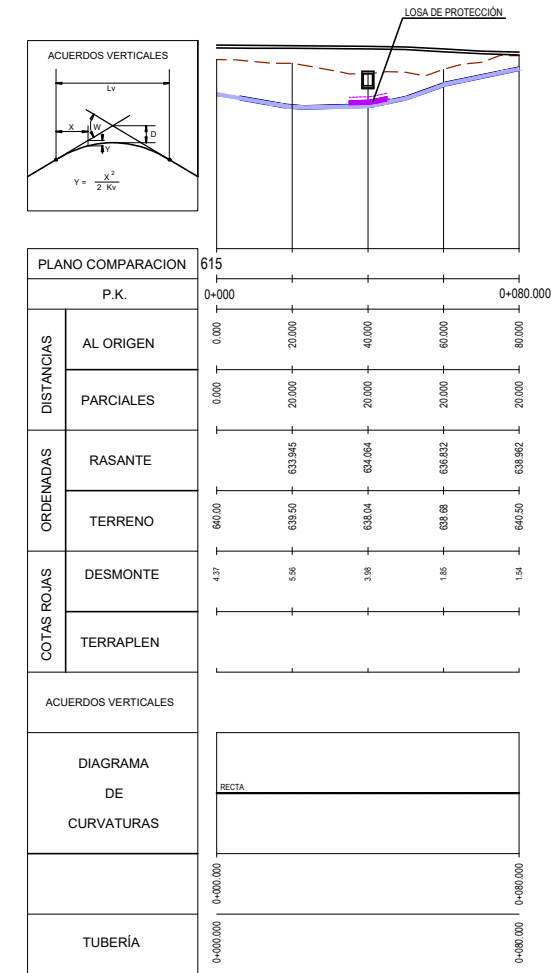 LOSA DE PROTECCIÓN
ACUERDOS VERTICALES
Lv
X
W
D
Y
Y = X 2
2 Kv
PLANO COMPARACION 615
P.K. 0+000 0+080.000
DISTANCIAS
AL ORIGEN 0.000 20.000 40.000 60.000 80.000
PARCIALES 0.000 20.000 20.000 20.000 20.000
ORDENADAS
RASANTE 633.945 634.064 636.832 638.962
TERRENO 640.00 639.50 638.04 638.68 640.50
COTAS ROJAS
DESMONTE 4.37 5.56 3.98 1.85 1.54
TERRAPLEN
ACUERDOS VERTICALES
DIAGRAMA
DE
CURVATURAS
RECTA
0+000.000 0+080.000
TUBERÍA 0+000.000 0+080.000